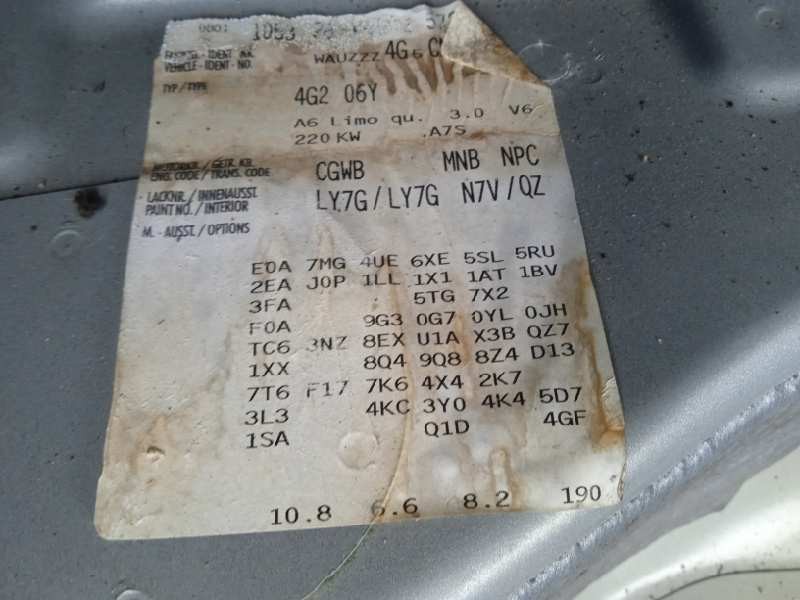 0001 1053
FAHRZG.-IDENT-NR.
VEHICLE-IDENT-NO. WAUZZZ 4G6
TYP/TYPE 4G2 06Y
A6 Limo qu. 3.0 V6
220 KW A7S
MOTORKB./GETR.KB.
ENG.CODE/TRANS.CODE CGWB MNB NPC
LACKNR./INNENAUSST.
PAINTNO./INTERIOR LY7G/LY7G N7V/QZ
M.-AUSST./OPTIONS
E0A 7MG 4UE 6XE 5SL 5RU
2EA J0P 1LL 1X1 1AT 1BV
3FA 5TG 7X2
F0A 9G3 0G7 0YL 0JH
TC6 3NZ 8EX U1A X3B QZ7
1XX 8Q4 9Q8 8Z4 D13
7T6 F17 7K6 4X4 2K7
3L3 4KC 3Y0 4K4 5D7
1SA Q1D 4GF
10.8 6.6 8.2 190